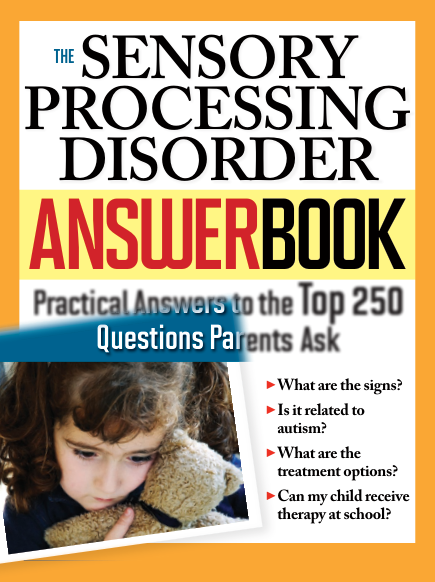 THE SENSORY
PROCESSING
DISORDER
ANSWERBOOK
Practical Answers to the Top 250
Questions Parents Ask
What are the signs?
Is it related to
autism?
What are the
treatment options?
Can my child receive
therapy at school?